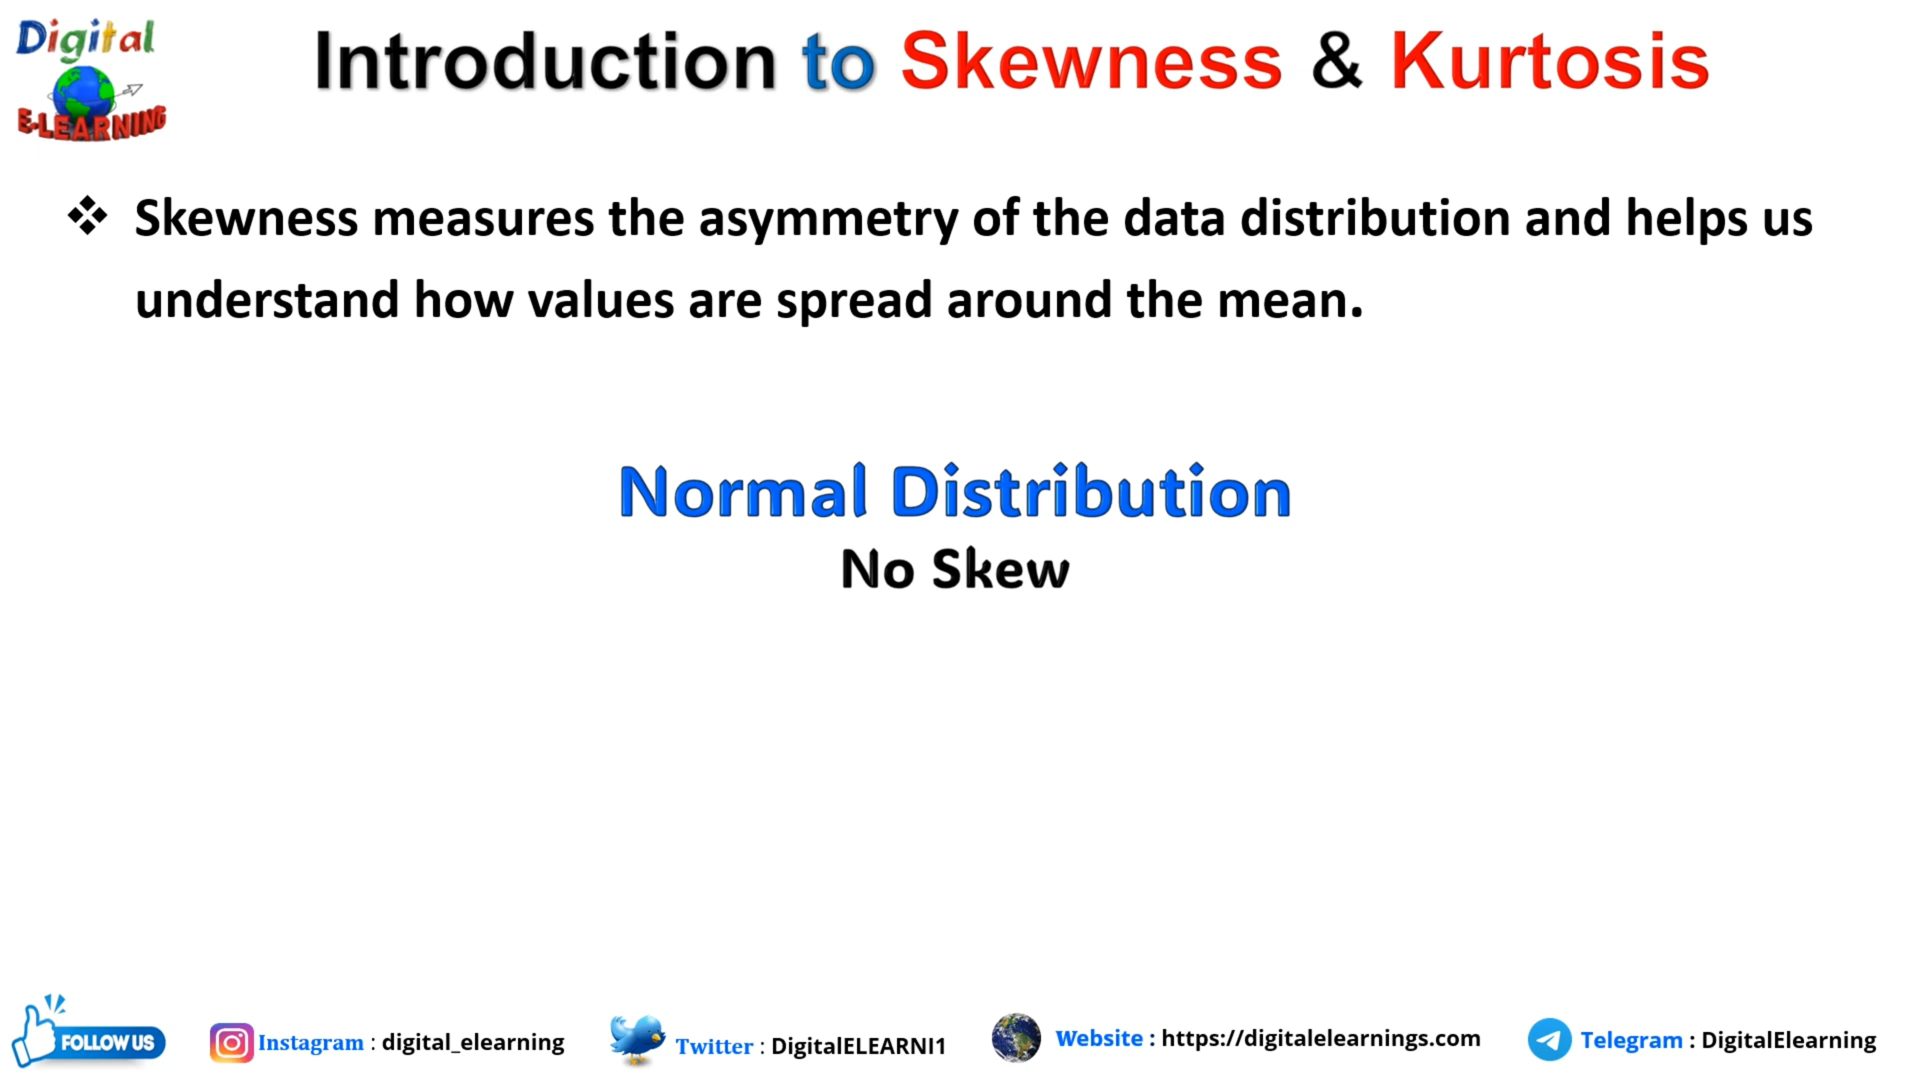 Digital
E-LEARNING
Introduction to Skewness & Kurtosis
❖ Skewness measures the asymmetry of the data distribution and helps us
understand how values are spread around the mean.
Normal Distribution
No Skew
FOLLOW US
Instagram : digital_elearning
Twitter : DigitalELEARNI1
Website : https://digitalelearnings.com
Telegram : DigitalElearning